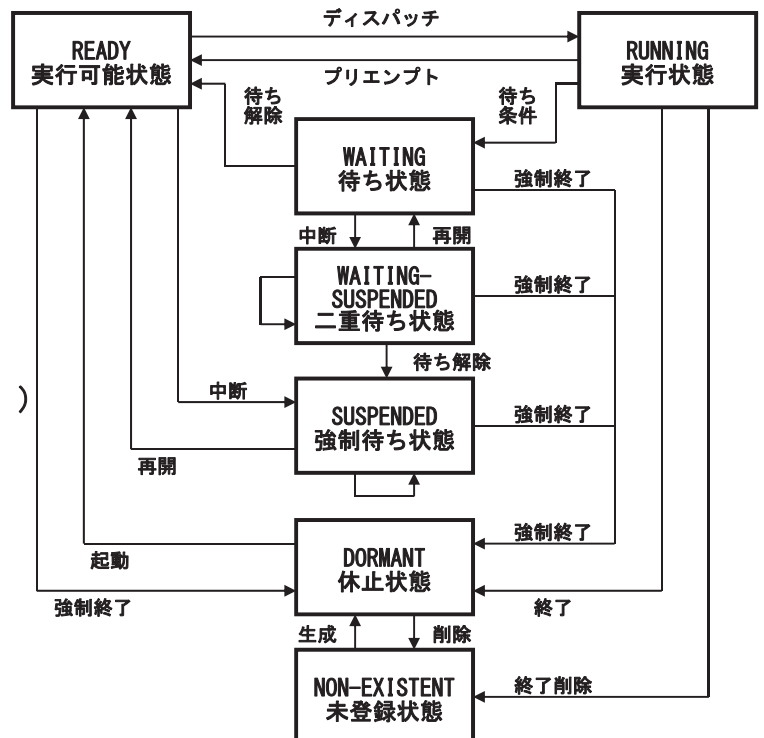 ディスパッチ
READY
実行可能状態
RUNNING
実行状態
プリエンプト
待ち
解除
待ち
条件
WAITING
待ち状態
強制終了
中断
再開
WAITING-
SUSPENDED
二重待ち状態
強制終了
待ち解除
)
中断
SUSPENDED
強制待ち状態
強制終了
再開
強制終了
DORMANT
休止状態
起動
強制終了
終了
生成
削除
NON-EXISTENT
未登録状態
終了削除